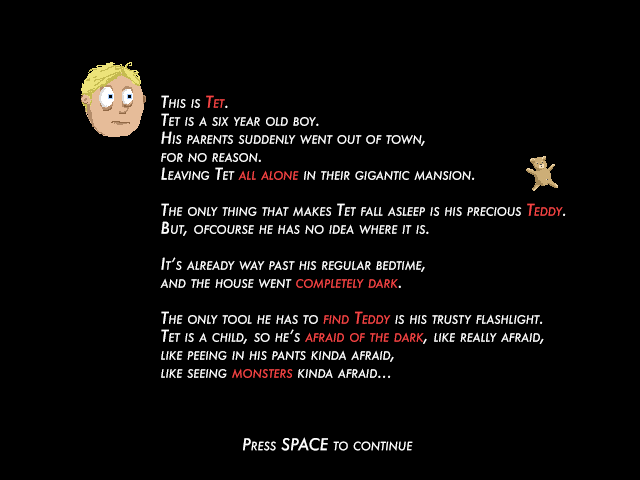 This is Tet.
Tet is a six year old boy.
His parents suddenly went out of town,
for no reason.
Leaving Tet all alone in their gigantic mansion.
The only thing that makes Tet fall asleep is his precious Teddy.
But, ofcourse he has no idea where it is.
It's already way past his regular bedtime,
and the house went completely dark.
The only tool he has to find Teddy is his trusty flashlight.
Tet is a child, so he's afraid of the dark, like really afraid,
like peeing in his pants kinda afraid,
like seeing monsters kinda afraid...
Press SPACE to continue